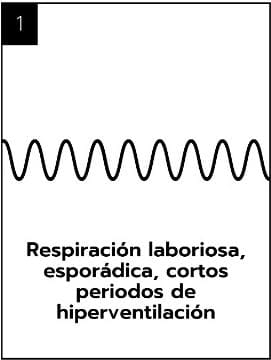 1
Respiración laboriosa,
esporádica, cortos
periodos de
hiperventilación